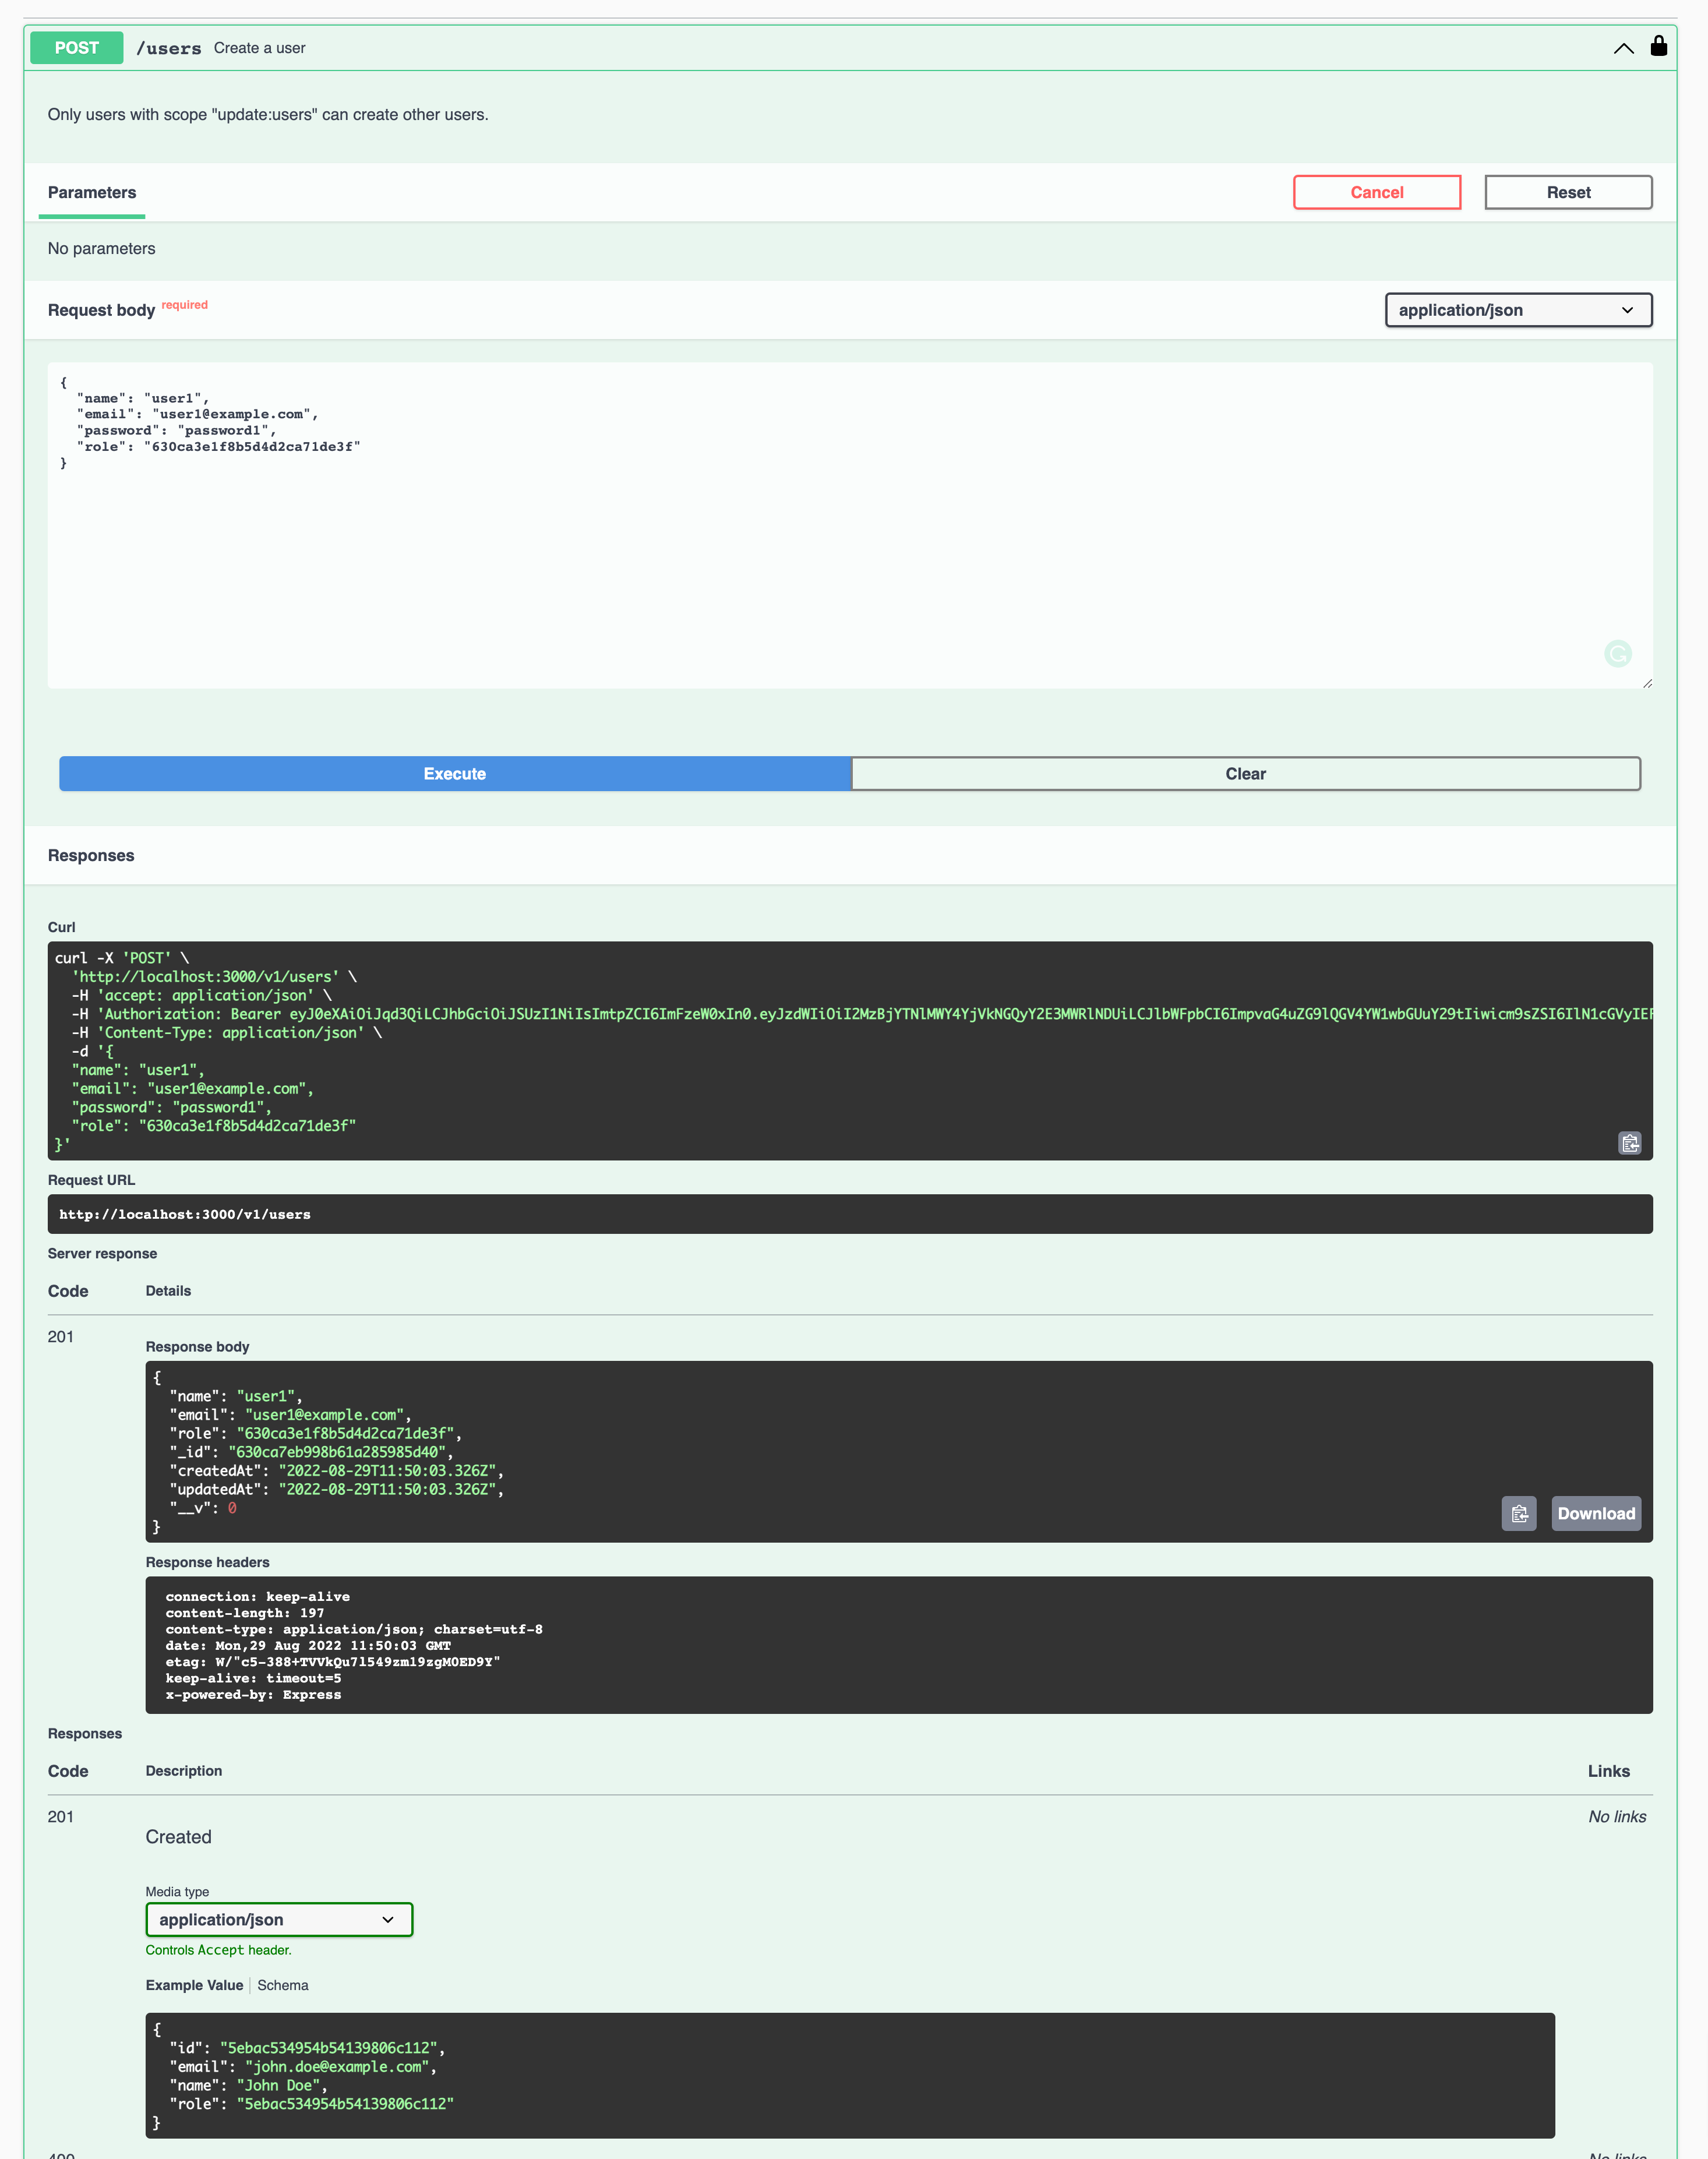 POST /users Create a user
Only users with scope "update:users" can create other users.
Parameters
Cancel
Reset
No parameters
Request body required
application/json
{
"name": "user1",
"email": "user1@example.com",
"password": "password1",
"role": "630ca3e1f8b5d4d2ca71de3f"
}
Execute
Clear
Responses
Curl
curl -X 'POST' \
'http://localhost:3000/v1/users' \
-H 'accept: application/json' \
-H 'Authorization: Bearer eyJ0eXAiOiJqd3QiLCJhbGciOiJSUzI1NiIsImtpZCI6ImFzeW0xIn0.eyJzdWIiOiI2MzBjYTNlMWY4YjVkNGQyY2E3MWRlNDUiLCJlbWFpbCI6ImpvaG4uZG9lQGV4YW1wbGUuY29tIiwicm9sZSI6IlN1cGVyIEF
-H 'Content-Type: application/json' \
-d '{
"name": "user1",
"email": "user1@example.com",
"password": "password1",
"role": "630ca3e1f8b5d4d2ca71de3f"
}'
Request URL
http://localhost:3000/v1/users
Server response
Code Details
201
Response body
{
"name": "user1",
"email": "user1@example.com",
"role": "630ca3e1f8b5d4d2ca71de3f",
"_id": "630ca7eb998b61a285985d40",
"createdAt": "2022-08-29T11:50:03.326Z",
"updatedAt": "2022-08-29T11:50:03.326Z",
"__v": 0
}
Download
Response headers
connection: keep-alive
content-length: 197
content-type: application/json; charset=utf-8
date: Mon,29 Aug 2022 11:50:03 GMT
etag: W/"c5-388+TVVkQu7l549zm19zgMOED9Y"
keep-alive: timeout=5
x-powered-by: Express
Responses
Code Description Links
201 No links
Created
Media type
application/json
Controls Accept header.
Example Value Schema
{
"id": "5ebac534954b54139806c112",
"email": "john.doe@example.com",
"name": "John Doe",
"role": "5ebac534954b54139806c112"
}